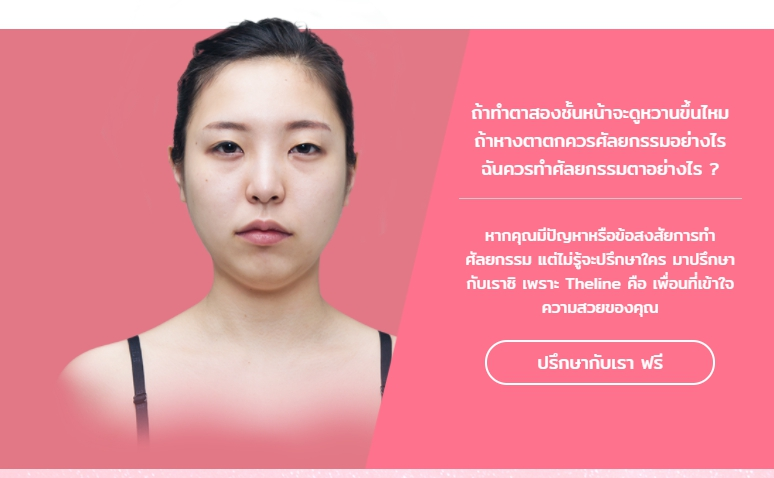 ถ้าทำตาสองชั้นหน้าจะดูหวานขึ้นไหม
ถ้าหางตาตกควรศัลยกรรมอย่างไร
ฉันควรทำศัลยกรรมตาอย่างไร ?
หากคุณมีปัญหาหรือข้อสงสัยการทำ
ศัลยกรรม แต่ไม่รู้จะปรึกษาใคร มาปรึกษา
กับเราซิ เพราะ Theline คือ เพื่อนที่เข้าใจ
ความสวยของคุณ
ปรึกษากับเรา ฟรี